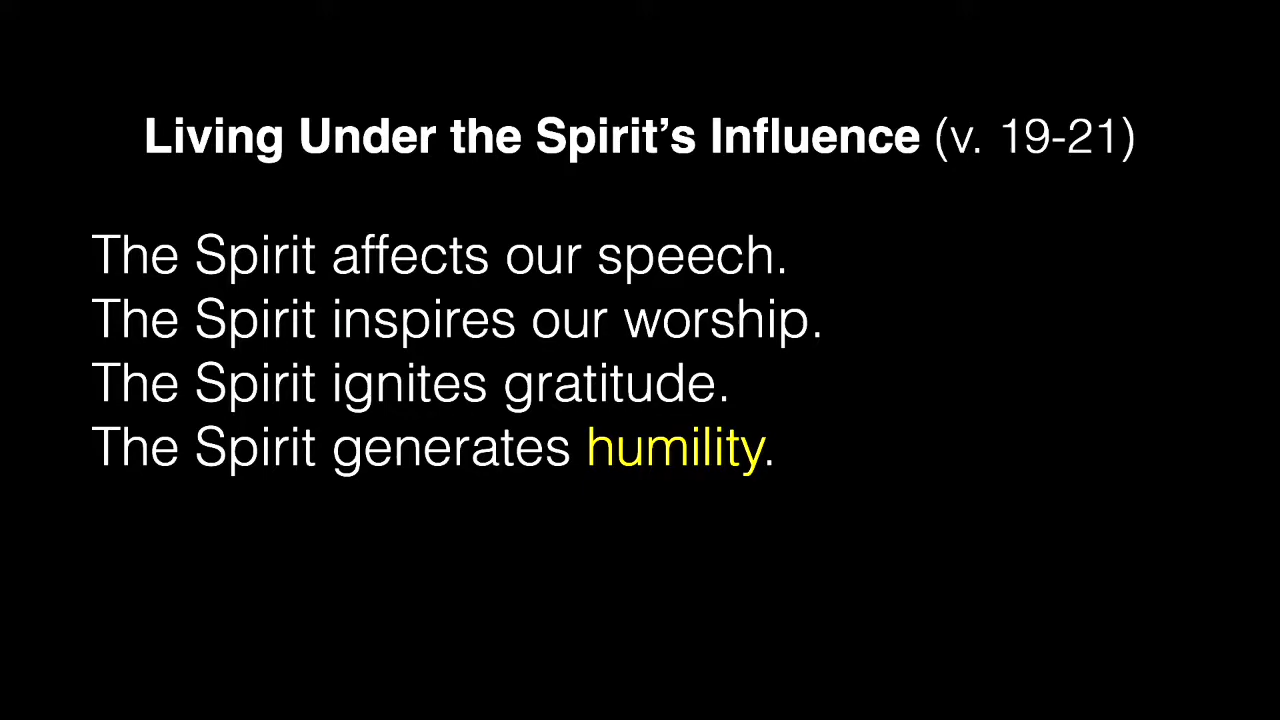 Living Under the Spirit’s Influence (v. 19-21)
The Spirit affects our speech.
The Spirit inspires our worship.
The Spirit ignites gratitude.
The Spirit generates humility.